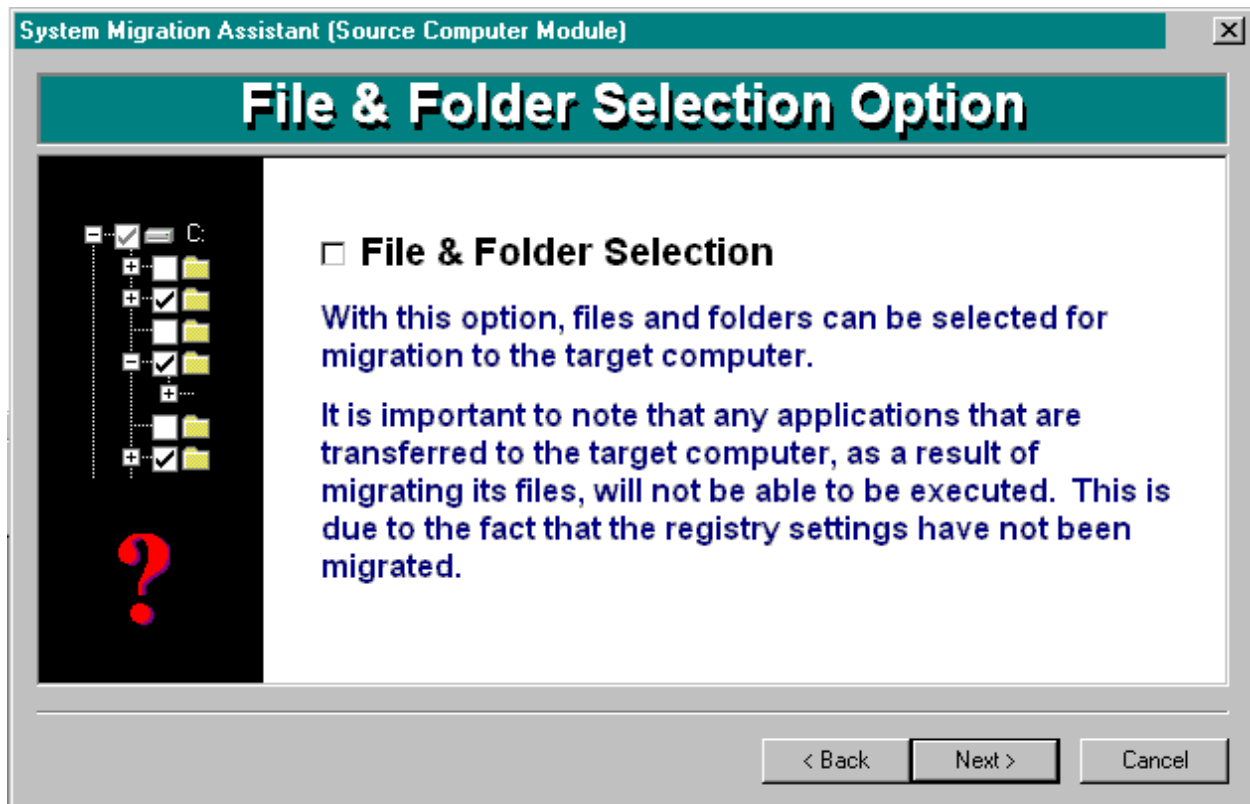 System Migration Assistant (Source Computer Module)
File & Folder Selection Option
C:
File & Folder Selection
With this option, files and folders can be selected for
migration to the target computer.
It is important to note that any applications that are
transferred to the target computer, as a result of
migrating its files, will not be able to be executed.  This is
due to the fact that the registry settings have not been
migrated.
?
< Back
Next >
Cancel